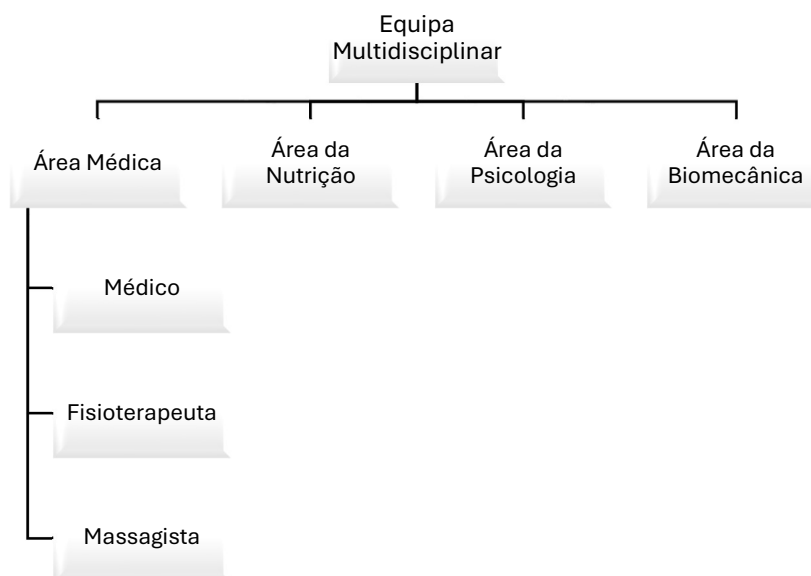 Equipa
Multidisciplinar
Área Médica
Área da
Nutrição
Área da
Psicologia
Área da
Biomecânica
Médico
Fisioterapeuta
Massagista